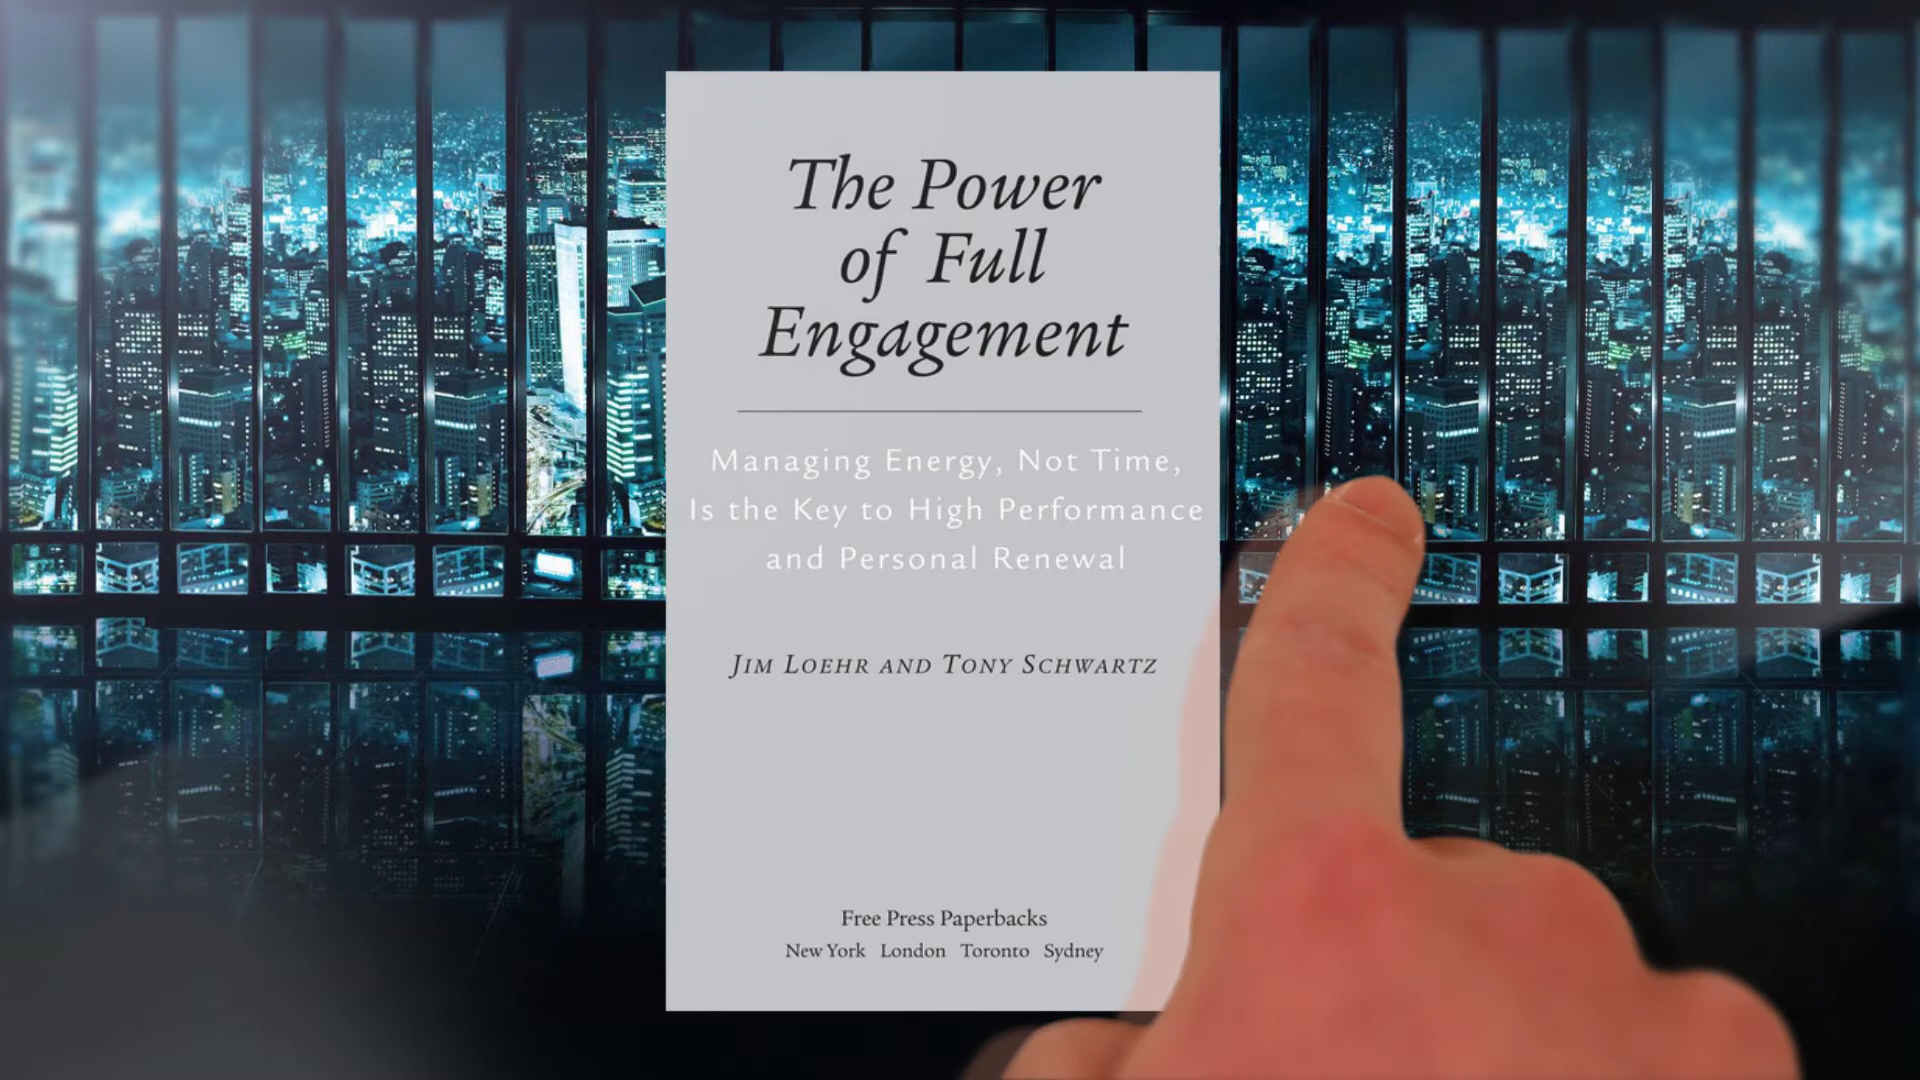 The Power
of Full
Engagement
Managing Energy, Not Time,
Is the Key to High Performance
and Personal Renewal
Jim Loehr and Tony Schwartz
Free Press Paperbacks
New York London Toronto Sydney